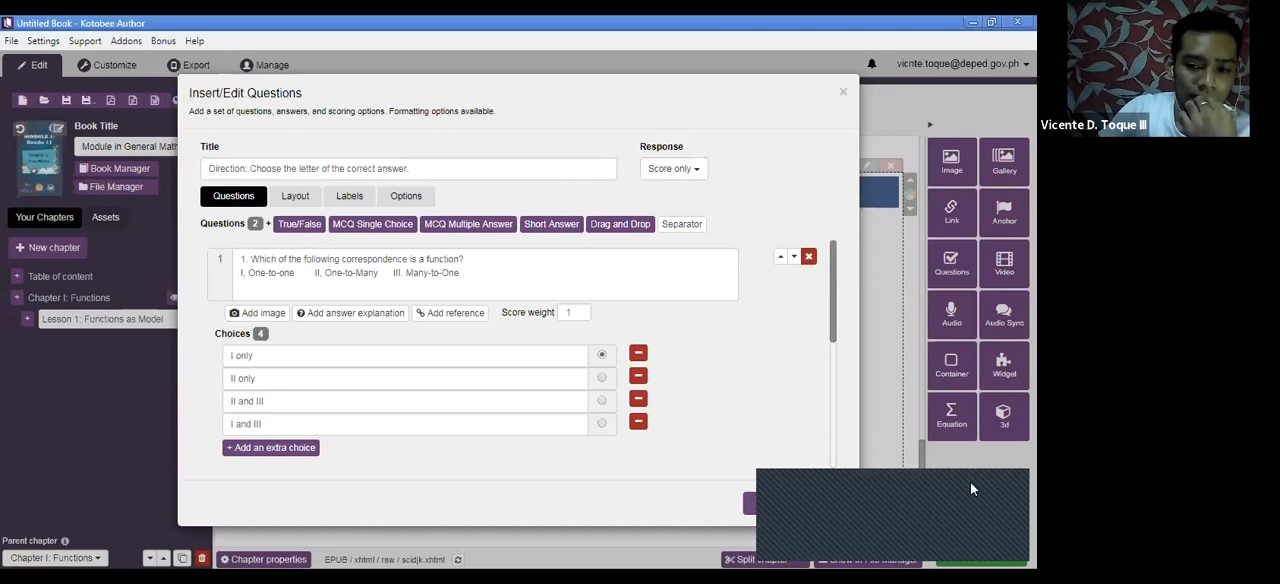 Untitled Book - Kotobee Author
File Settings Support Addons Bonus Help
Edit Customize Export Manage
vicnte.toque@deped.gov.ph
Vicente D. Toque III
Insert/Edit Questions
Add a set of questions, answers, and scoring options. Formatting options available.
Book Title
Module in General Math
Book Manager
File Manager
Your Chapters Assets
New chapter
Table of content
Chapter I: Functions
Lesson 1: Functions as Model
Title
Response
Direction: Choose the letter of the correct answer.
Score only
Questions Layout Labels Options
Questions 2 + True/False MCQ Single Choice MCQ Multiple Answer Short Answer Drag and Drop Separator
1 1. Which of the following correspondence is a function?
I, One-to-one II, One-to-Many III. Many-to-One
Add image Add answer explanation Add reference Score weight 1
Choices 4
I only
II only
II and III
I and III
+ Add an extra choice
Image Gallery
Link Anchor
Questions Video
Audio Audio Sync
Container Widget
Equation 3d
Parent chapter
Chapter I: Functions
Chapter properties EPUB / xhtml / raw / scidjk.xhtml
Split chapter Show in File Manager